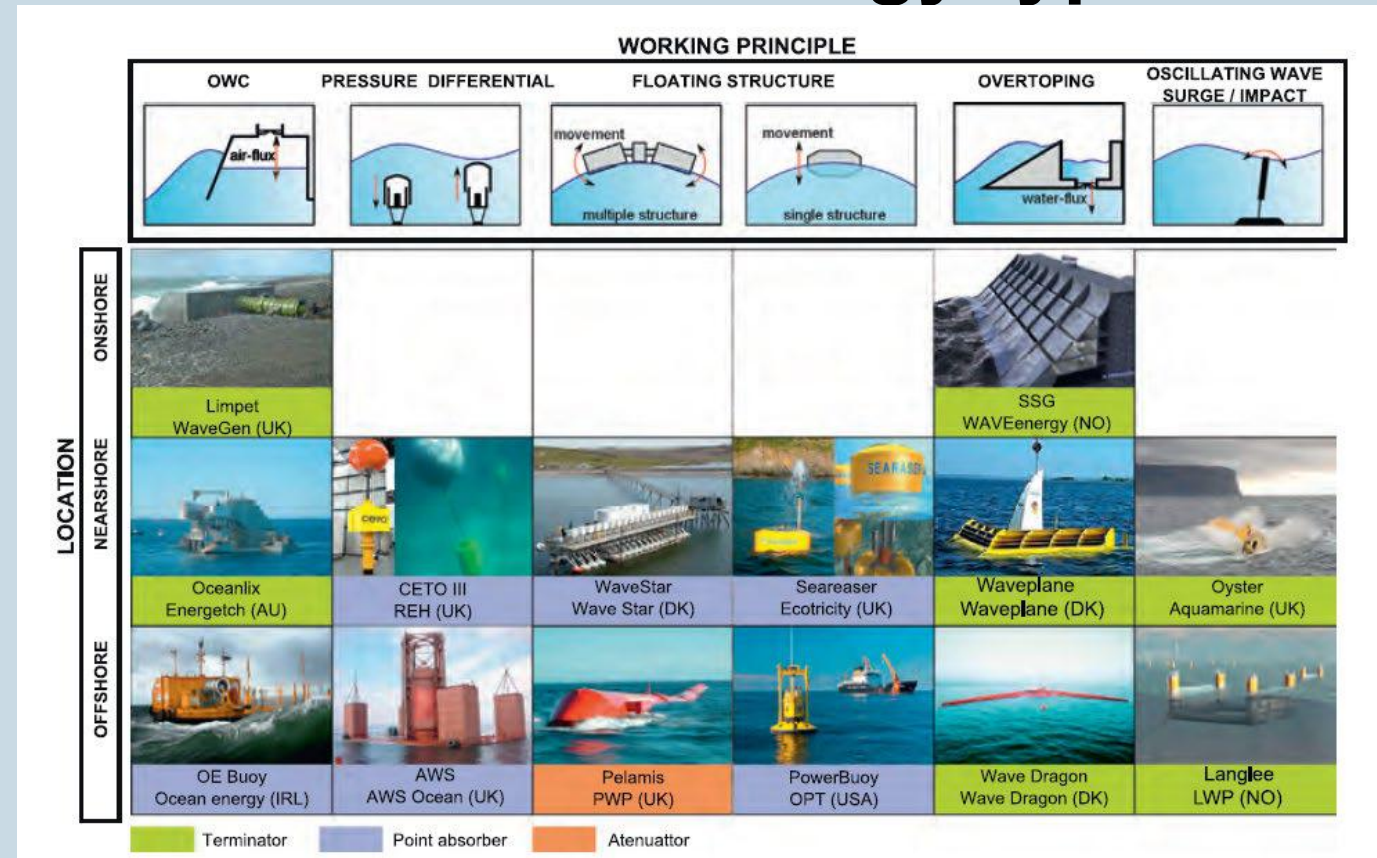 WORKING PRINCIPLE
OWC
PRESSURE DIFFERENTIAL
FLOATING STRUCTURE
OVERTOPING
OSCILLATING WAVE
SURGE / IMPACT
air-flux
movement
multiple structure
movement
single structure
water-flux
LOCATION
ONSHORE
Limpet
WaveGen (UK)
SSG
WAVEenergy (NO)
NEARSHORE
CETO
SEARASER
Oceanlix
Energetch (AU)
CETO III
REH (UK)
WaveStar
Wave Star (DK)
Seareaser
Ecotricity (UK)
Waveplane
Waveplane (DK)
Oyster
Aquamarine (UK)
OFFSHORE
OE Buoy
Ocean energy (IRL)
AWS
AWS Ocean (UK)
Pelamis
PWP (UK)
PowerBuoy
OPT (USA)
Wave Dragon
Wave Dragon (DK)
Langlee
LWP (NO)
Terminator
Point absorber
Atenuattor